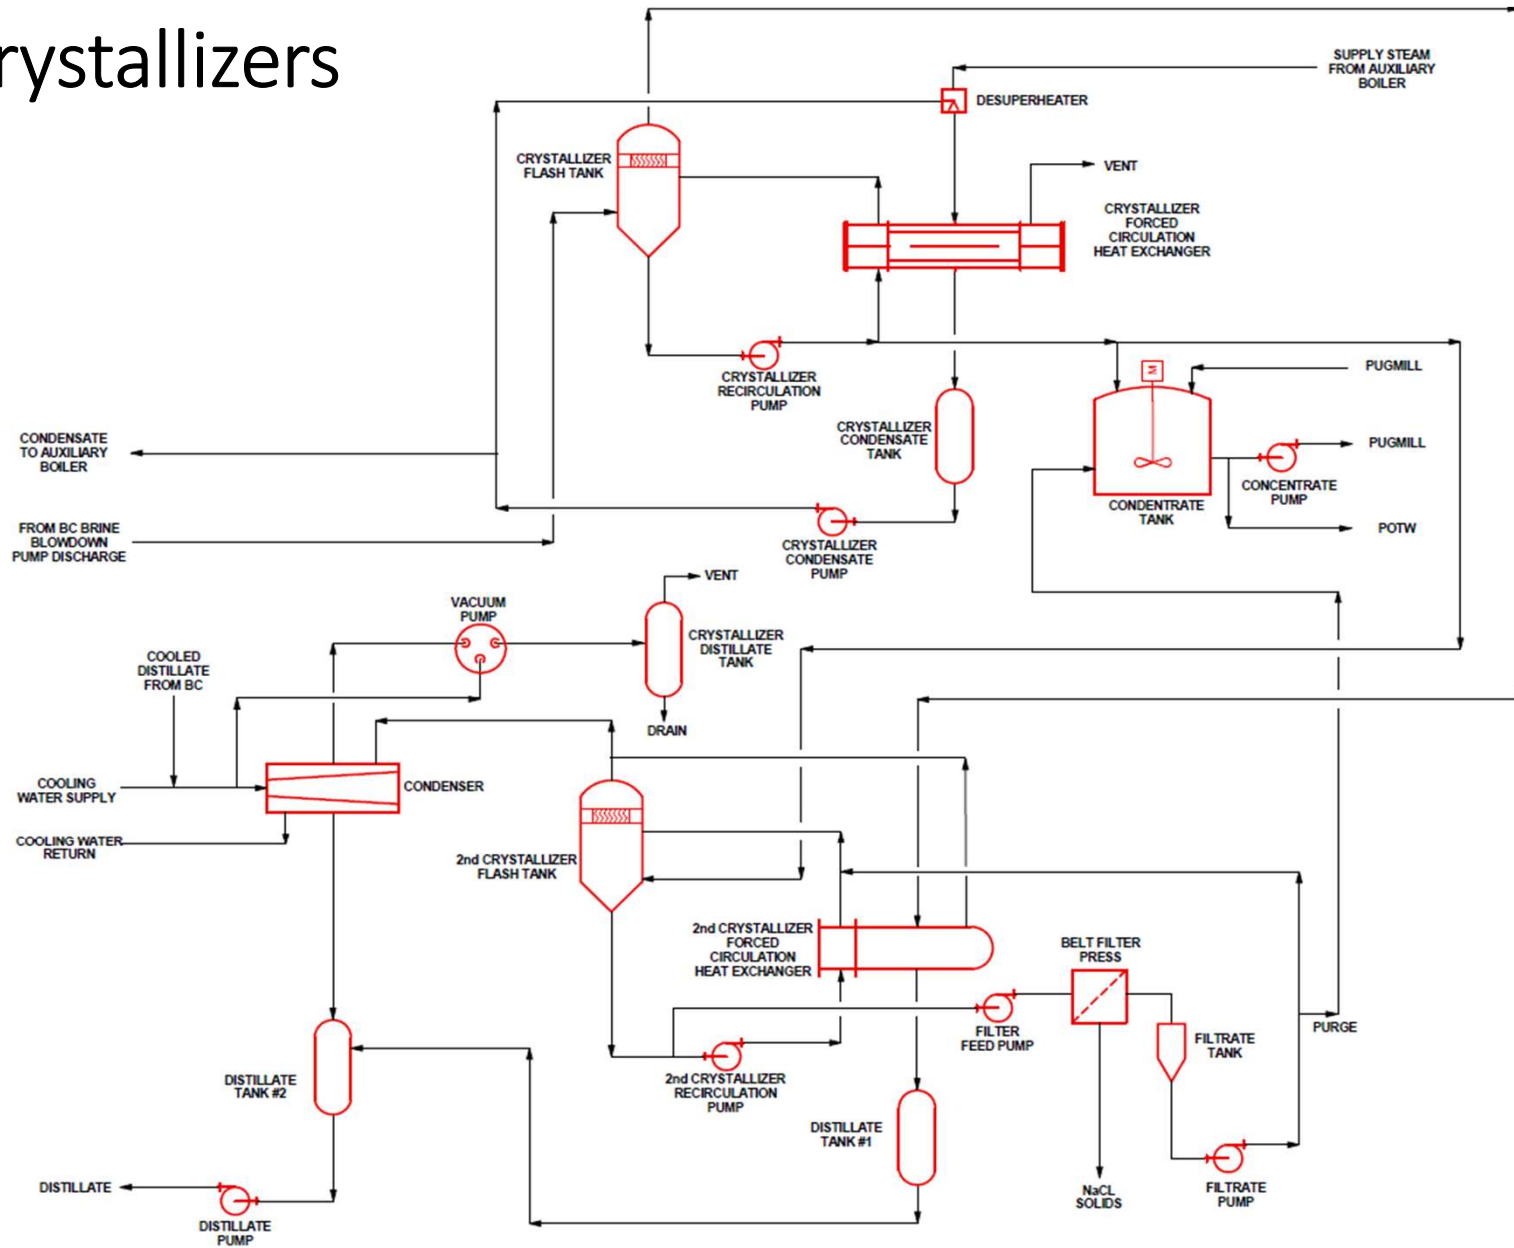 rystallizers
SUPPLY STEAM
FROM AUXILIARY
BOILER
DESUPERHEATER
CRYSTALLIZER
FLASH TANK
VENT
CRYSTALLIZER
FORCED
CIRCULATION
HEAT EXCHANGER
CRYSTALLIZER
RECIRCULATION
PUMP
M
PUGMILL
CONDENSATE
TO AUXILIARY
BOILER
CRYSTALLIZER
CONDENSATE
TANK
PUGMILL
CONCENTRATE
PUMP
CONDENTRATE
TANK
FROM BC BRINE
BLOWDOWN
PUMP DISCHARGE
CRYSTALLIZER
CONDENSATE
PUMP
POTW
VENT
VACUUM
PUMP
CRYSTALLIZER
DISTILLATE
TANK
COOLED
DISTILLATE
FROM BC
DRAIN
COOLING
WATER SUPPLY
CONDENSER
COOLING WATER
RETURN
2nd CRYSTALLIZER
FLASH TANK
2nd CRYSTALLIZER
FORCED
CIRCULATION
HEAT EXCHANGER
BELT FILTER
PRESS
FILTER
FEED PUMP
FILTRATE
TANK
PURGE
DISTILLATE
TANK #2
2nd CRYSTALLIZER
RECIRCULATION
PUMP
DISTILLATE
TANK #1
DISTILLATE
DISTILLATE
PUMP
NaCL
SOLIDS
FILTRATE
PUMP